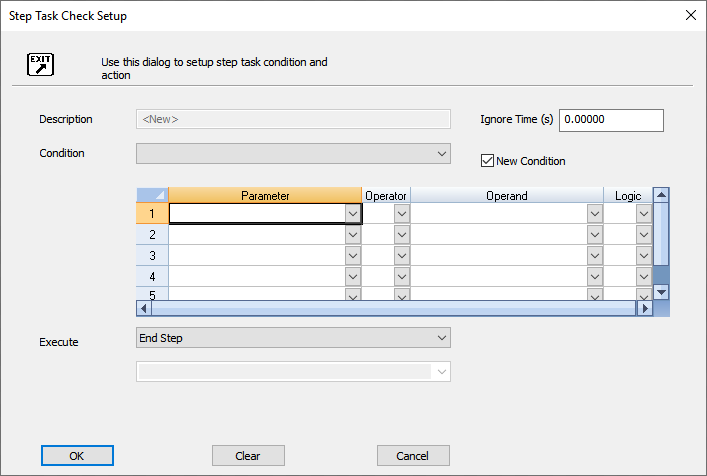 Step Task Check Setup
EXIT
Use this dialog to setup step task condition and
action
Description <New> Ignore Time (s) 0.00000
Condition New Condition
Parameter Operator Operand Logic
1
2
3
4
5
Execute End Step
OK Clear Cancel